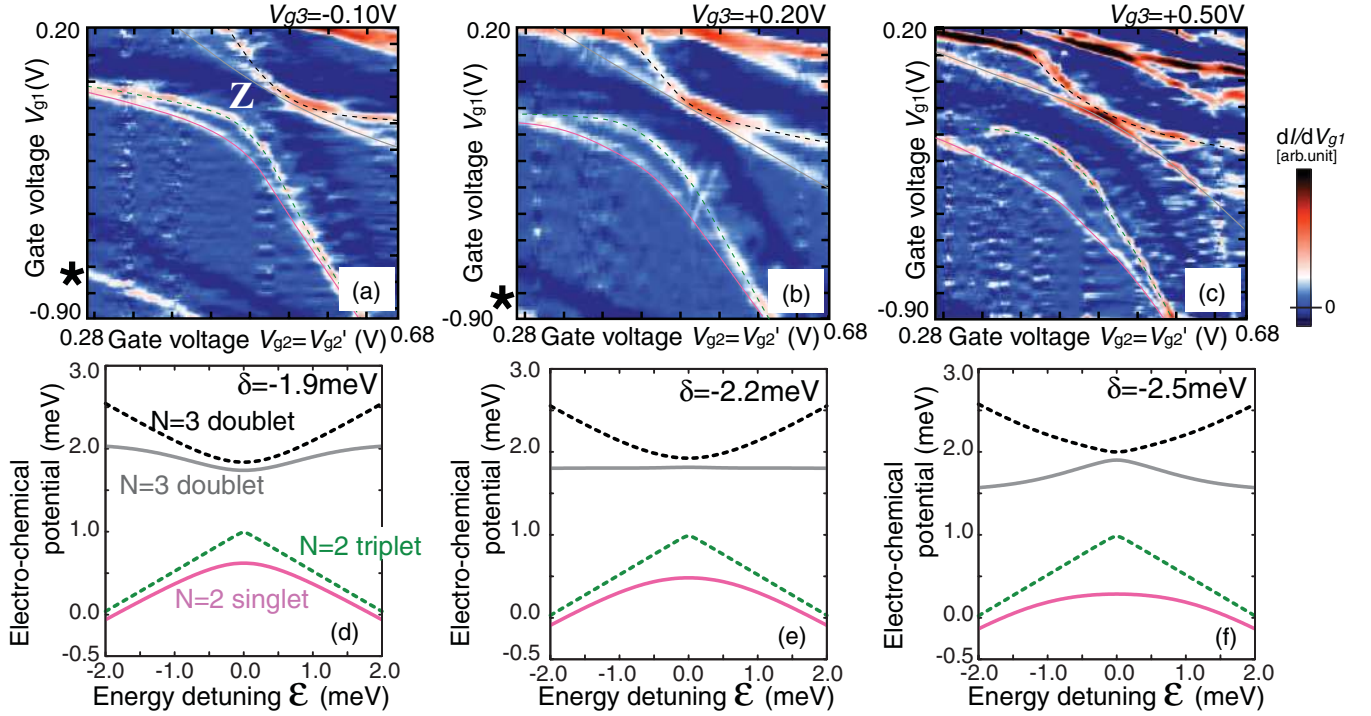 Vg3=-0.10V
0.20
Gate voltage Vg1(V)
-0.90
Z
*
(a)
0.28 Gate voltage Vg2=Vg2' (V) 0.68
Vg3=+0.20V
0.20
Gate voltage Vg1(V)
-0.90
*
(b)
0.28 Gate voltage Vg2=Vg2' (V) 0.68
Vg3=+0.50V
0.20
Gate voltage Vg1(V)
-0.90
(c)
0.28 Gate voltage Vg2=Vg2' (V) 0.68
dI/dVg1
[arb.unit]
0
δ=-1.9meV
Electro-chemical
potential (meV)
3.0
2.0
1.0
0.0
-0.5
N=3 doublet
N=3 doublet
N=2 triplet
N=2 singlet
(d)
-2.0 -1.0 0.0 1.0 2.0
Energy detuning ε (meV)
δ=-2.2meV
Electro-chemical
potential (meV)
3.0
2.0
1.0
0.0
-0.5
(e)
-2.0 -1.0 0.0 1.0 2.0
Energy detuning ε (meV)
δ=-2.5meV
Electro-chemical
potential (meV)
3.0
2.0
1.0
0.0
-0.5
(f)
-2.0 -1.0 0.0 1.0 2.0
Energy detuning ε (meV)